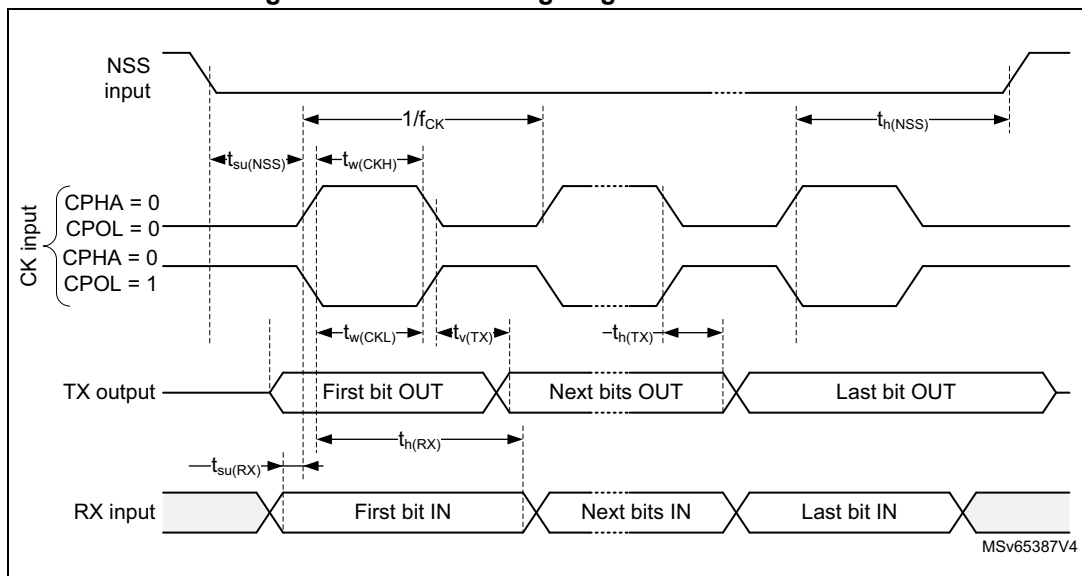 NSS
input
1/fCK
th(NSS)
tsu(NSS)
tw(CKH)
CK input
CPHA = 0
CPOL = 0
CPHA = 0
CPOL = 1
tw(CKL)
tv(TX)
th(TX)
TX output
First bit OUT
Next bits OUT
Last bit OUT
th(RX)
tsu(RX)
RX input
First bit IN
Next bits IN
Last bit IN
MSv65387V4